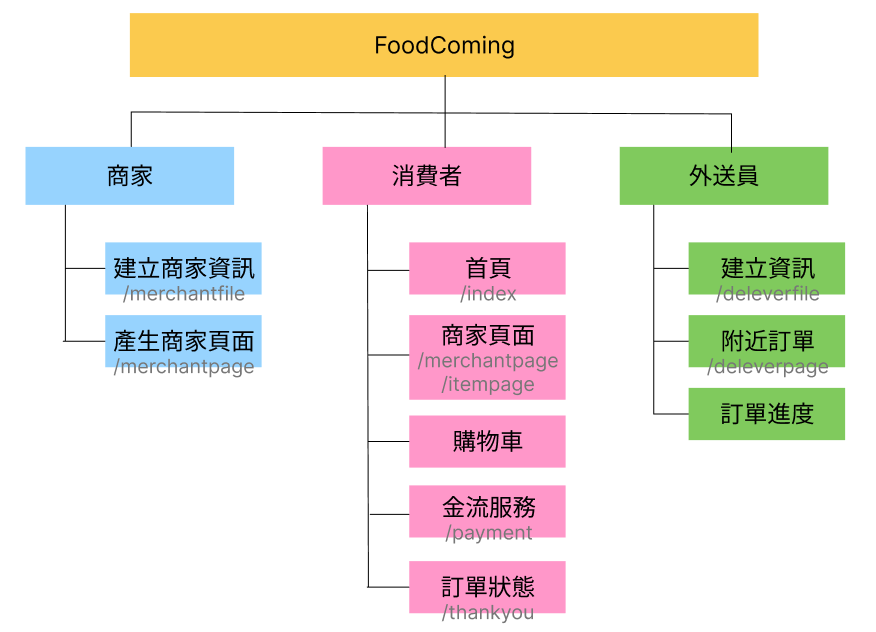 FoodComing
商家
建立商家資訊
/merchantfile
產生商家頁面
/merchantpage
消費者
首頁
/index
商家頁面
/merchantpage
/itempage
購物車
金流服務
/payment
訂單狀態
/thankyou
外送員
建立資訊
/deleverfile
附近訂單
/deleverpage
訂單進度